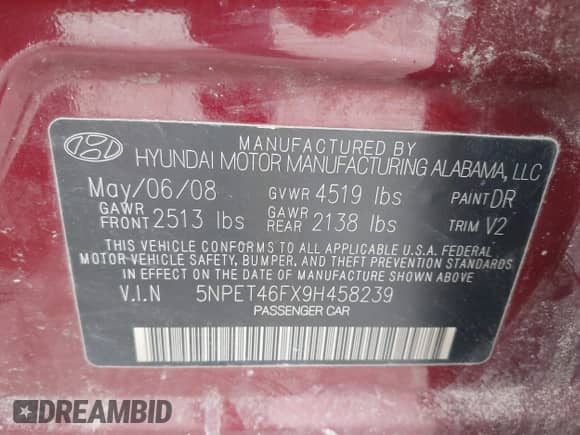 MANUFACTURED BY
HYUNDAI MOTOR MANUFACTURING ALABAMA, LLC
May/06/08 GVWR 4519 lbs PAINT DR
GAWR FRONT 2513 lbs GAWR REAR 2138 lbs TRIM V2
THIS VEHICLE CONFORMS TO ALL APPLICABLE U.S.A. FEDERAL
MOTOR VEHICLE SAFETY, BUMPER, AND THEFT PREVENTION STANDARDS
IN EFFECT ON THE DATE OF MANUFACTURE SHOWN ABOVE
V.I.N 5NPET46FX9H458239
PASSENGER CAR
DREAMBID